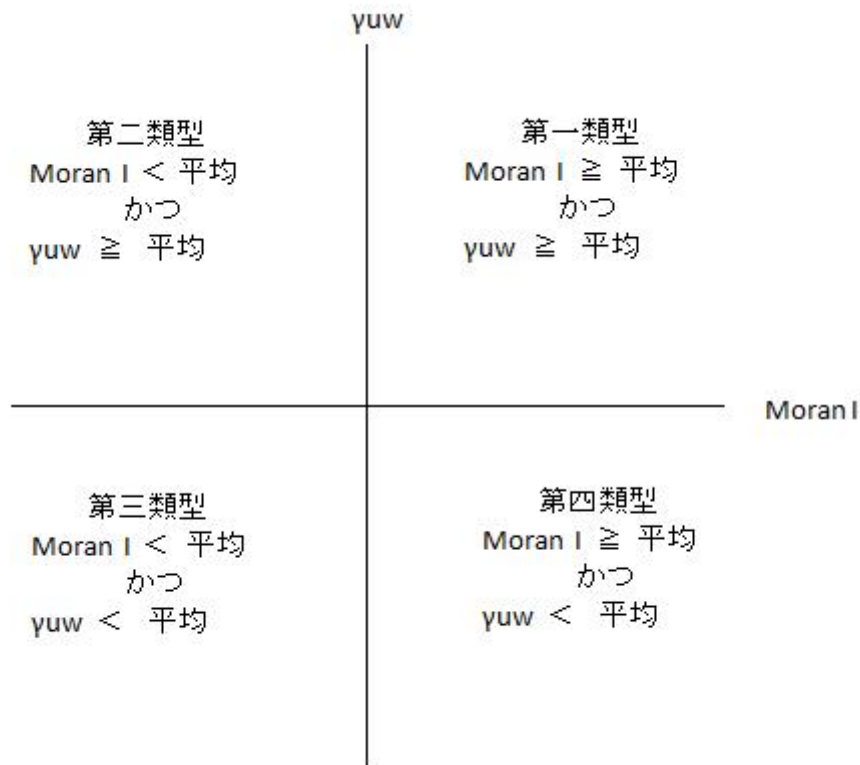 γuw
第二類型
Moran I < 平均
かつ
γuw ≧ 平均
第一類型
Moran I ≧ 平均
かつ
γuw ≧ 平均
Moran I
第三類型
Moran I < 平均
かつ
γuw < 平均
第四類型
Moran I ≧ 平均
かつ
γuw < 平均